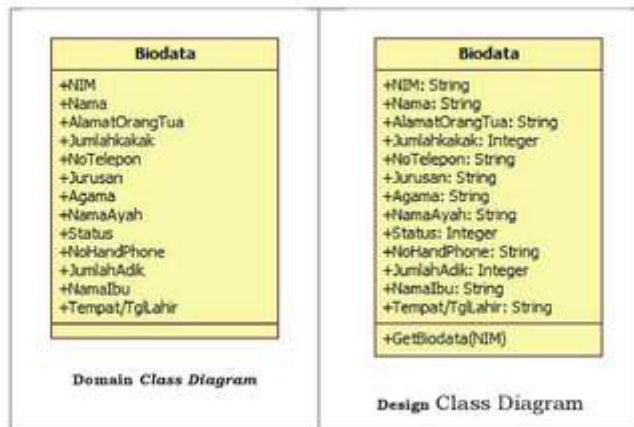 Biodata
+NIM
+Nama
+AlamatOrangTua
+Jumlahkakak
+NoTelepon
+Jurusan
+Agama
+NamaAyah
+Status
+NoHandPhone
+JumlahAdik
+NamaIbu
+Tempat/TglLahir
Domain Class Diagram
Biodata
+NIM: String
+Nama: String
+AlamatOrangTua: String
+Jumlahkakak: Integer
+NoTelepon: String
+Jurusan: String
+Agama: String
+NamaAyah: String
+Status: Integer
+NoHandPhone: String
+JumlahAdik: Integer
+NamaIbu: String
+Tempat/TglLahir: String
+GetBiodata(NIM)
Design Class Diagram